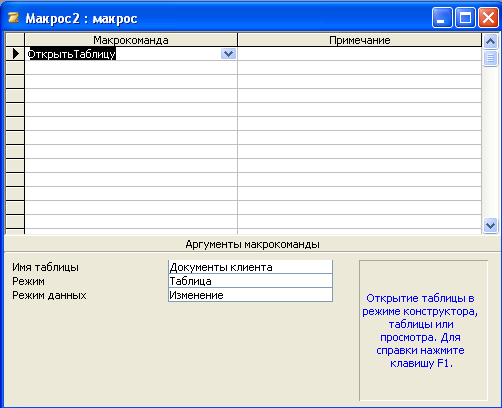 Макрос2 : макрос
Макрокоманда Примечание
ОткрытьТаблицу
Аргументы макрокоманды
Имя таблицы Документы клиента
Режим Таблица
Режим данных Изменение
Открытие таблицы в
режиме конструктора,
таблицы или
просмотра. Для
справки нажмите
клавишу F1.